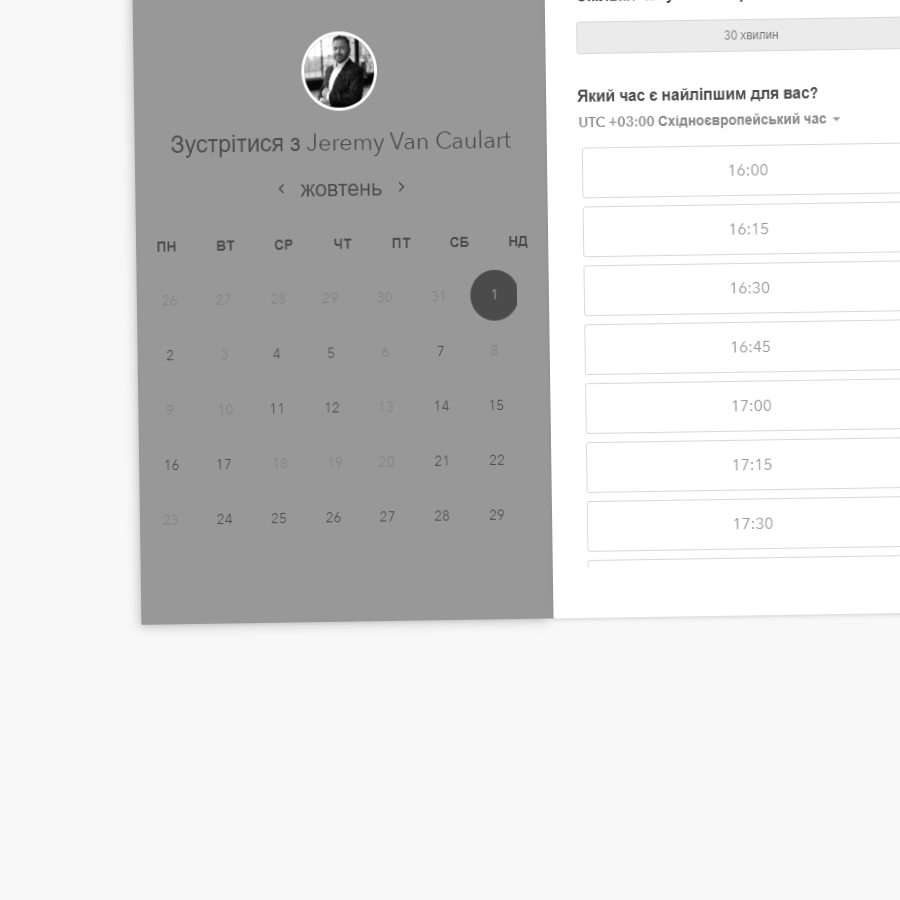 Зустрітися з Jeremy Van Caulart
‹ жовтень ›
ПН ВТ СР ЧТ ПТ СБ НД
26 27 28 29 30 31 1
2 3 4 5 6 7 8
9 10 11 12 13 14 15
16 17 18 19 20 21 22
23 24 25 26 27 28 29
30 хвилин
Який час є найліпшим для вас?
UTC +03:00 Східноєвропейський час
16:00
16:15
16:30
16:45
17:00
17:15
17:30